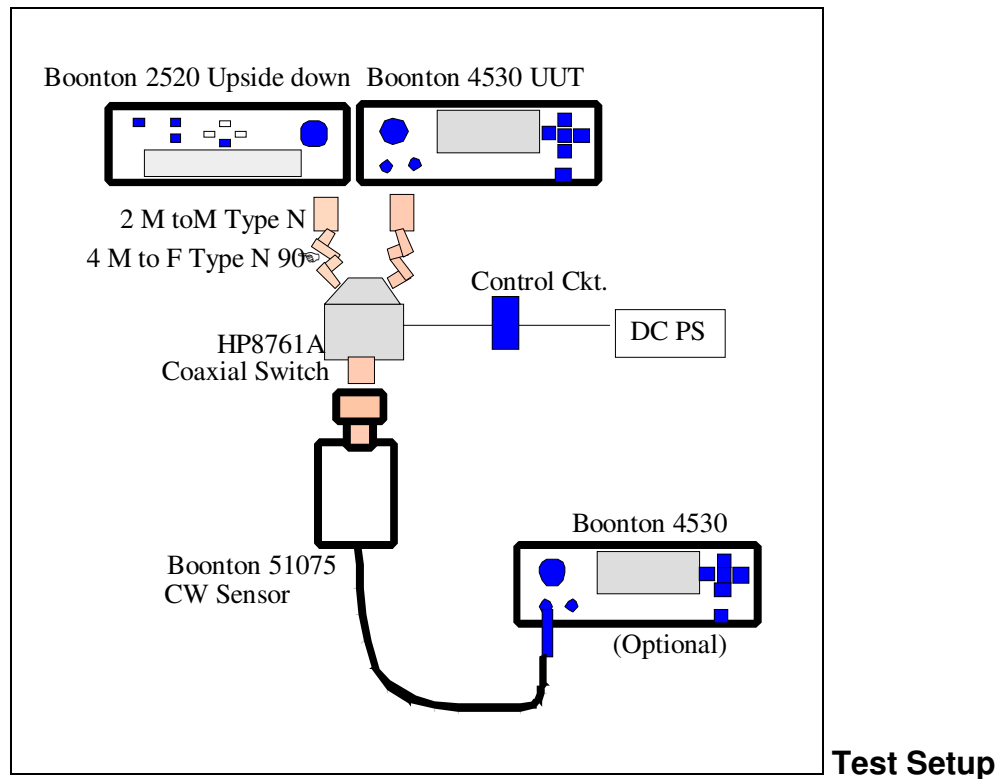 Boonton 2520 Upside down Boonton 4530 UUT
2 M toM Type N
4 M to F Type N 90
Control Ckt.
DC PS
HP8761A
Coaxial Switch
Boonton 4530
Boonton 51075
CW Sensor
(Optional)
Test Setup